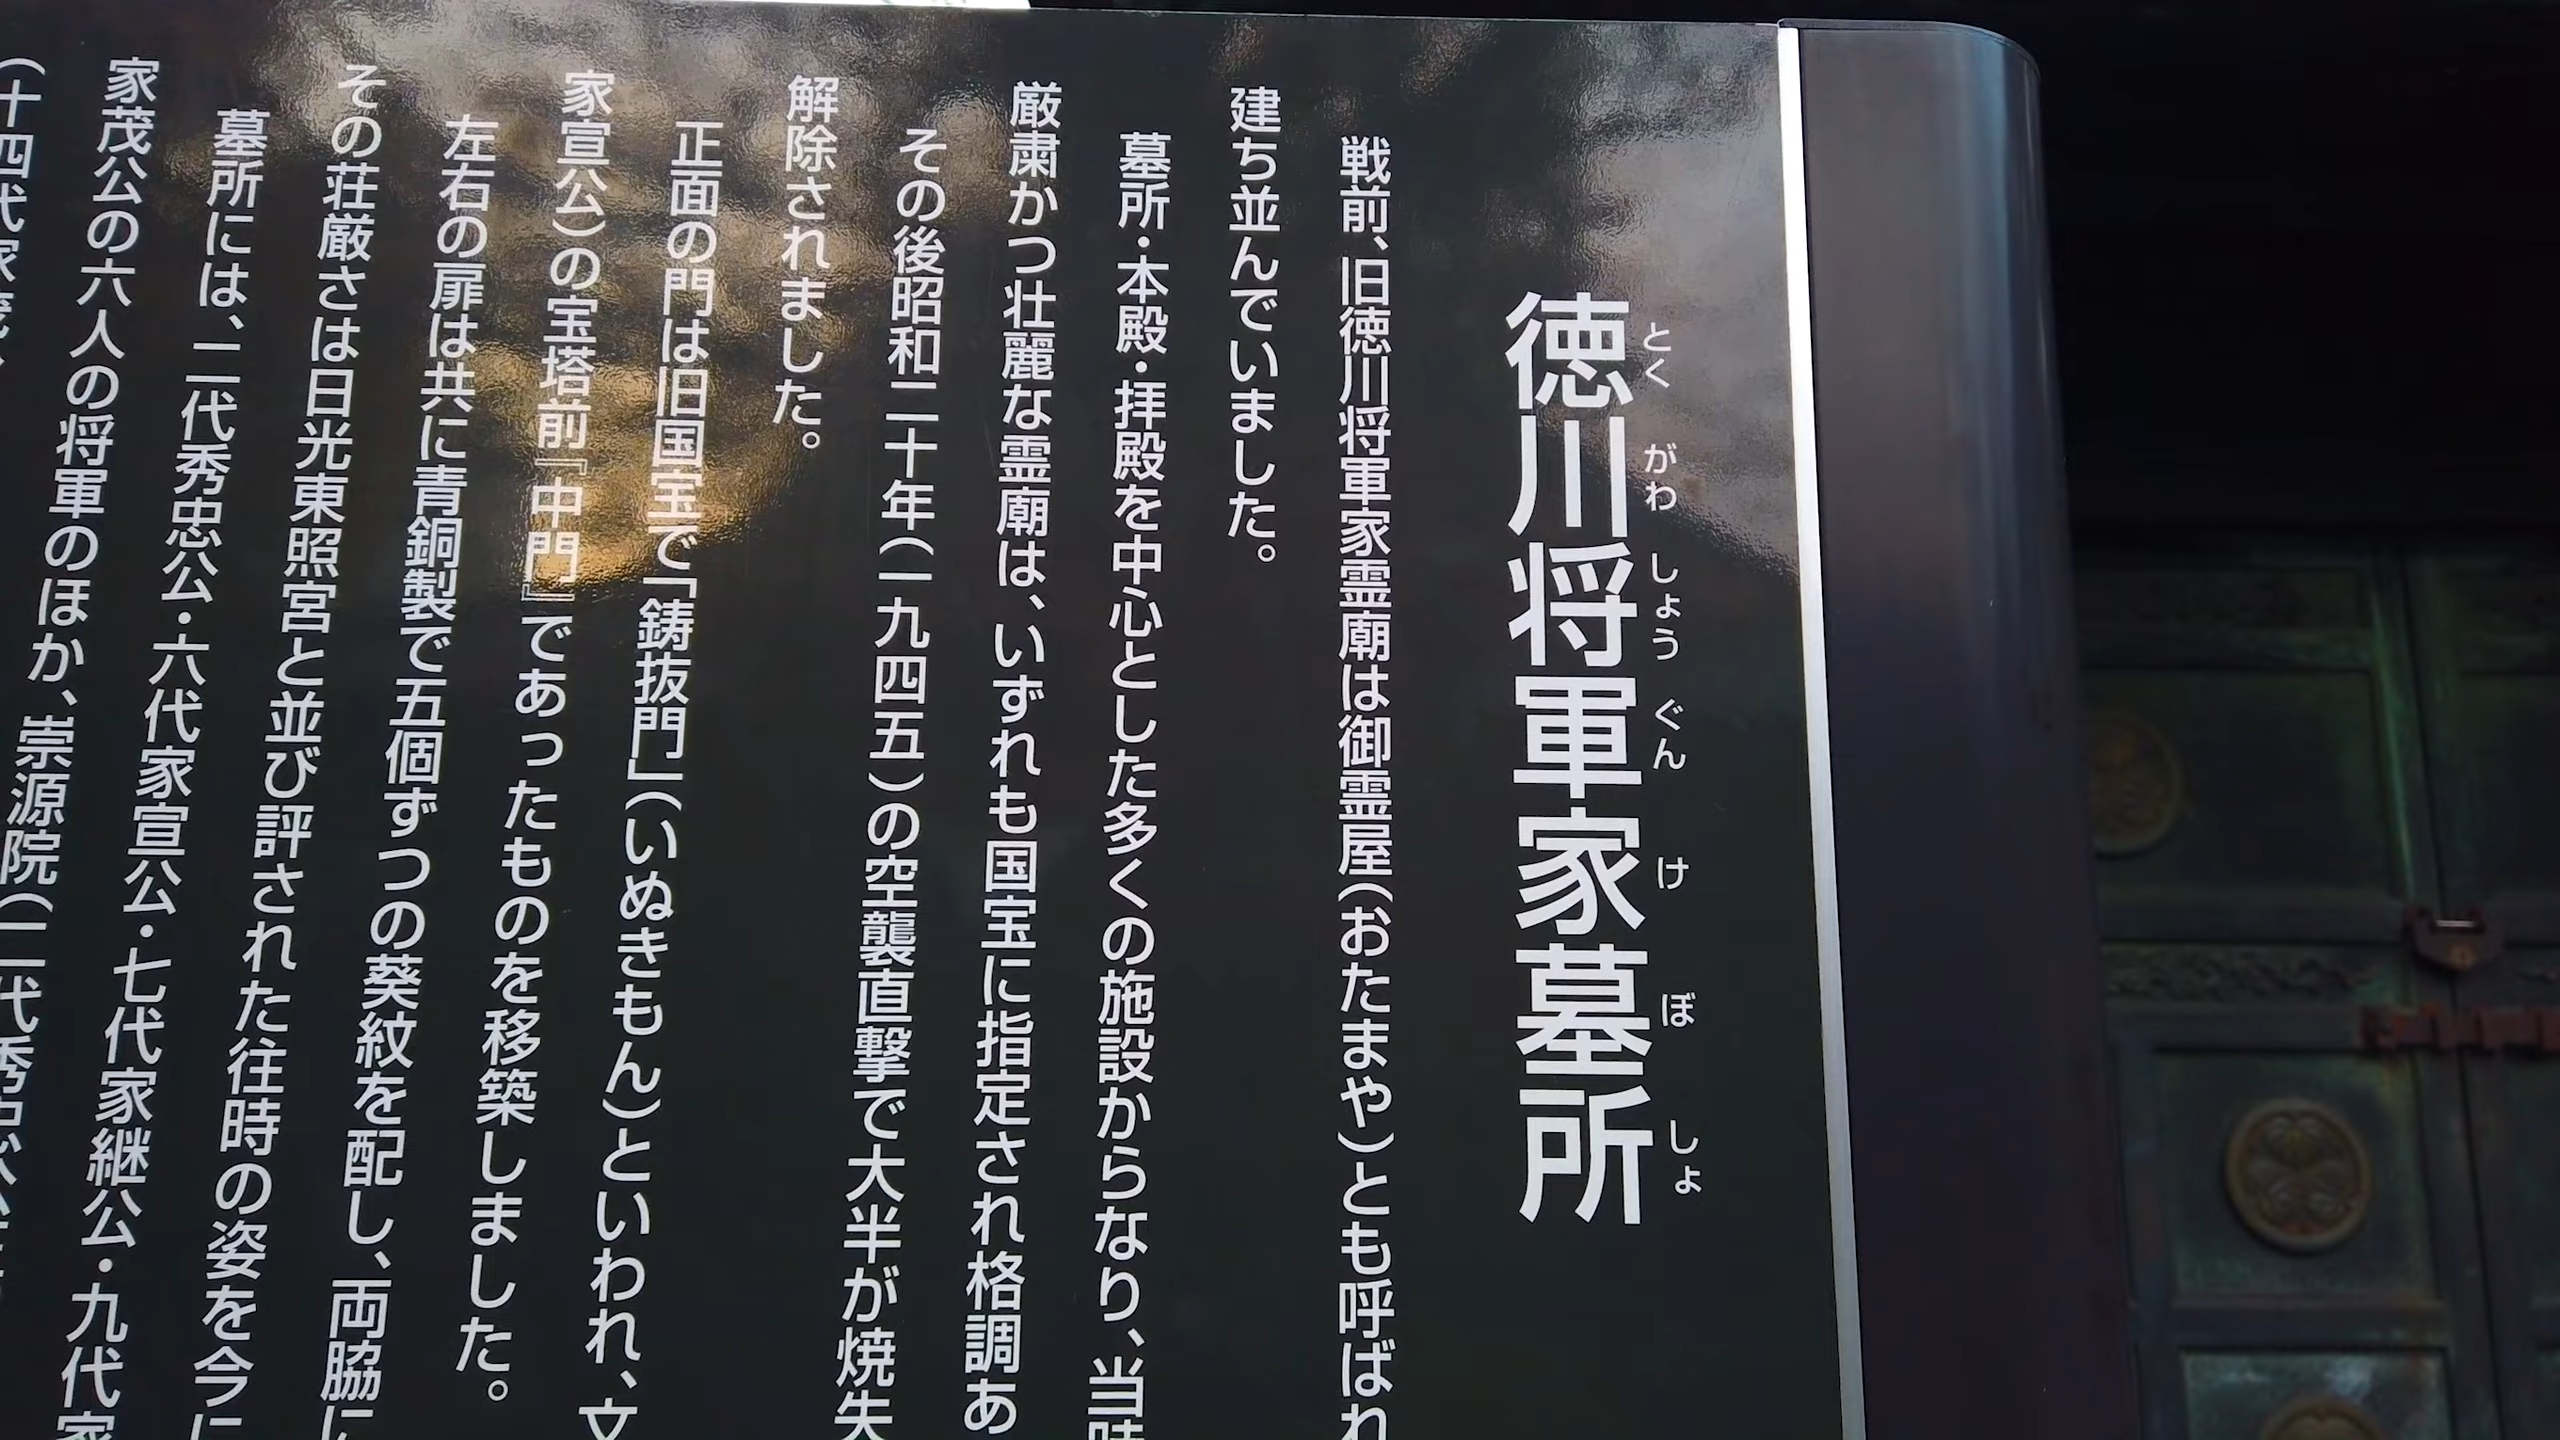 徳川将軍家墓所
とくがわしょうぐんけぼしょ
戦前、旧徳川将軍家霊廟は御霊屋(おたまや)とも呼ばれ
建ち並んでいました。
墓所・本殿・拝殿を中心とした多くの施設からなり、当時
厳粛かつ壮麗な霊廟は、いずれも国宝に指定され格調あ
その後昭和二十年(一九四五)の空襲直撃で大半が焼失
解除されました。
正面の門は旧国宝で「鋳抜門」(いぬきもん)といわれ、文
家宣公)の宝塔前『中門』であったものを移築しました。
左右の扉は共に青銅製で五個ずつの葵紋を配し、両脇に
その荘厳さは日光東照宮と並び評された往時の姿を今に
墓所には、二代秀忠公・六代家宣公・七代家継公・九代家
家茂公の六人の将軍のほか、崇源院(二代秀忠公
(十四代家茂